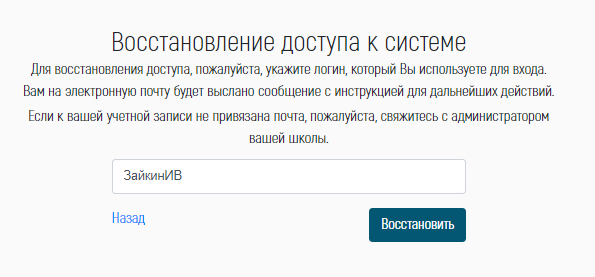 Восстановление доступа к системе
Для восстановления доступа, пожалуйста, укажите логин, который Вы используете для входа.
Вам на электронную почту будет выслано сообщение с инструкцией для дальнейших действий.
Если к вашей учетной записи не привязана почта, пожалуйста, свяжитесь с администратором
вашей школы.
ЗайкинИВ
Назад
Восстановить